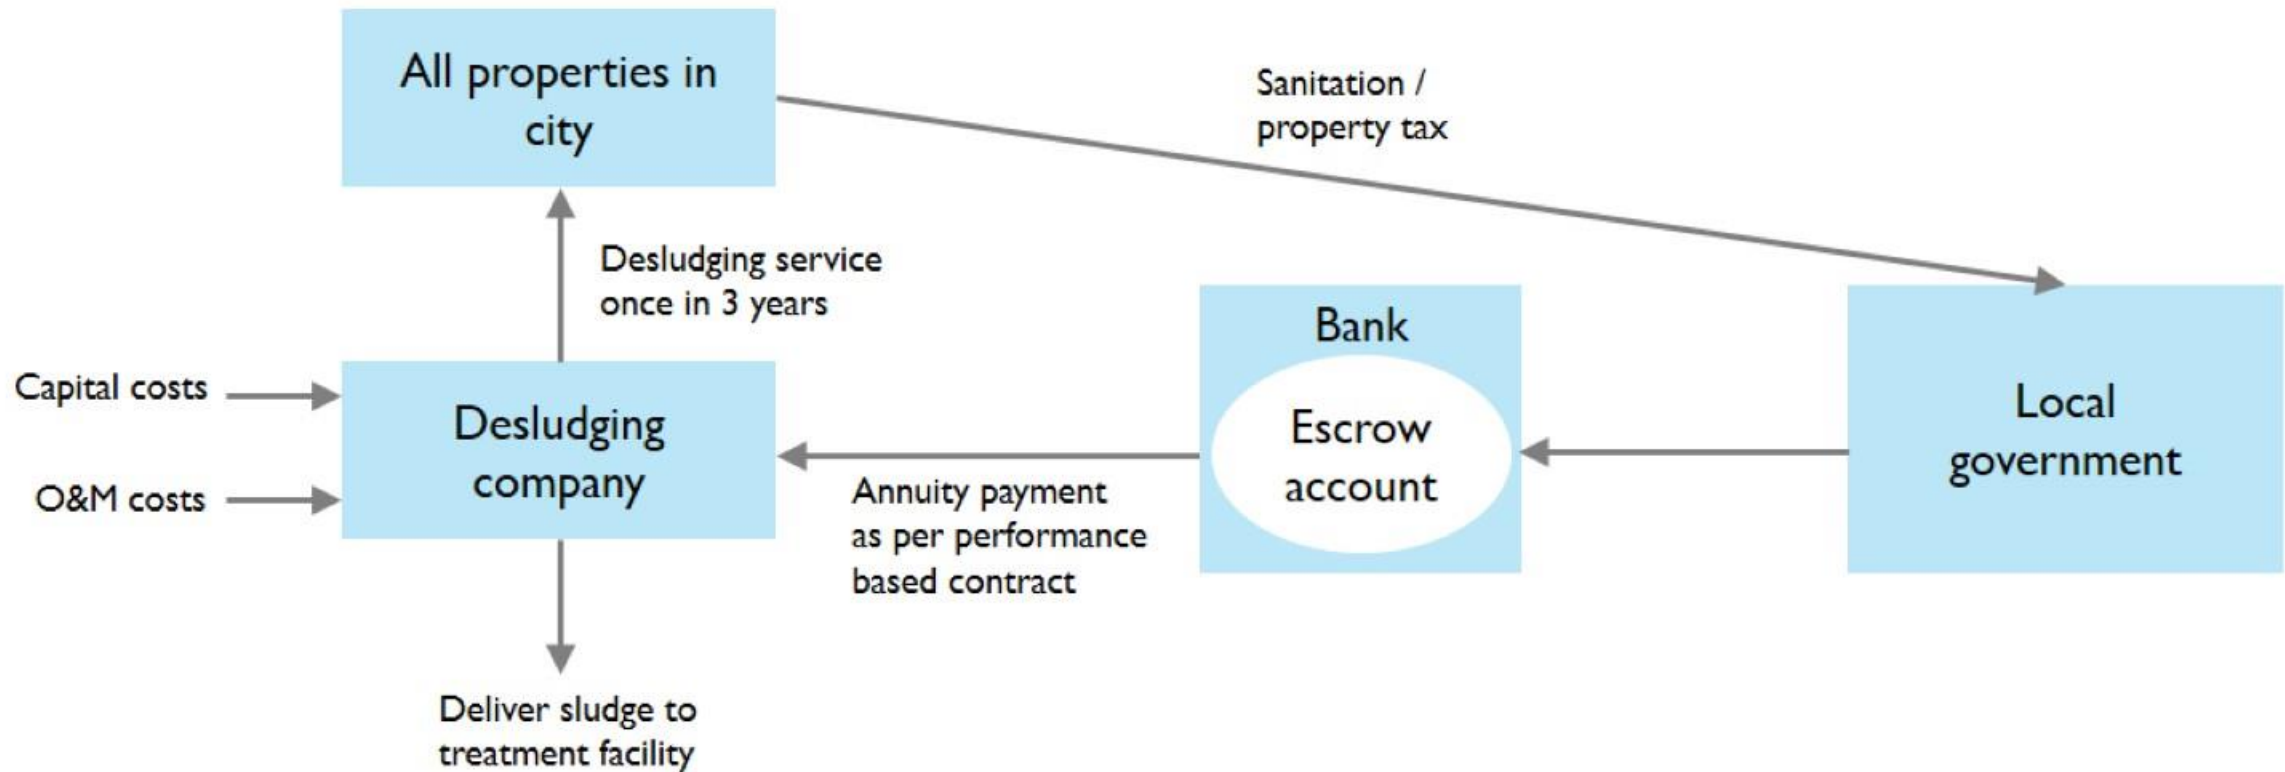 All properties in
city
Sanitation /
property tax
Desludging service
once in 3 years
Bank
Escrow
account
Local
government
Capital costs
O&M costs
Desludging
company
Annuity payment
as per performance
based contract
Deliver sludge to
treatment facility